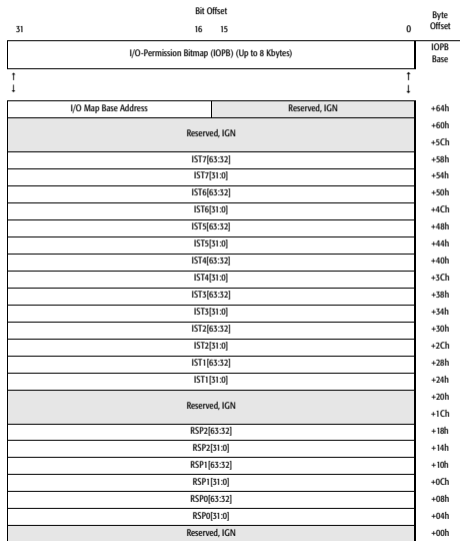 Bit Offset
Byte
Offset
31 16 15 0
I/O-Permission Bitmap (IOPB) (Up to 8 Kbytes) IOPB
Base
↑ ↑
↓ ↓
I/O Map Base Address Reserved, IGN +64h
Reserved, IGN +60h
+5Ch
IST7[63:32] +58h
IST7[31:0] +54h
IST6[63:32] +50h
IST6[31:0] +4Ch
IST5[63:32] +48h
IST5[31:0] +44h
IST4[63:32] +40h
IST4[31:0] +3Ch
IST3[63:32] +38h
IST3[31:0] +34h
IST2[63:32] +30h
IST2[31:0] +2Ch
IST1[63:32] +28h
IST1[31:0] +24h
Reserved, IGN +20h
+1Ch
RSP2[63:32] +18h
RSP2[31:0] +14h
RSP1[63:32] +10h
RSP1[31:0] +0Ch
RSP0[63:32] +08h
RSP0[31:0] +04h
Reserved, IGN +00h